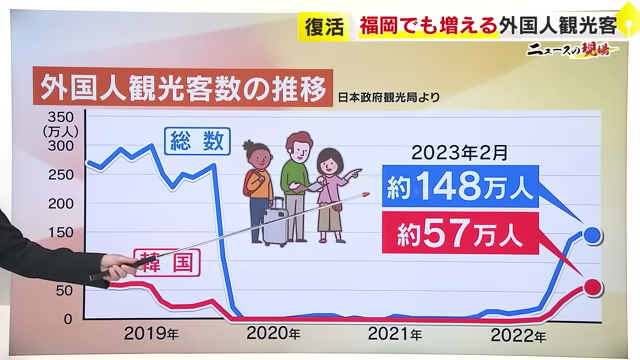 復活
福岡でも増える外国人観光客
ニュースの現場
外国人観光客数の推移
日本政府観光局より
350
(万人)
300
総数
2023年2月
約148万人
250
200
約57万人
150
韓国
50
0
2019年
2020年
2021年
2022年